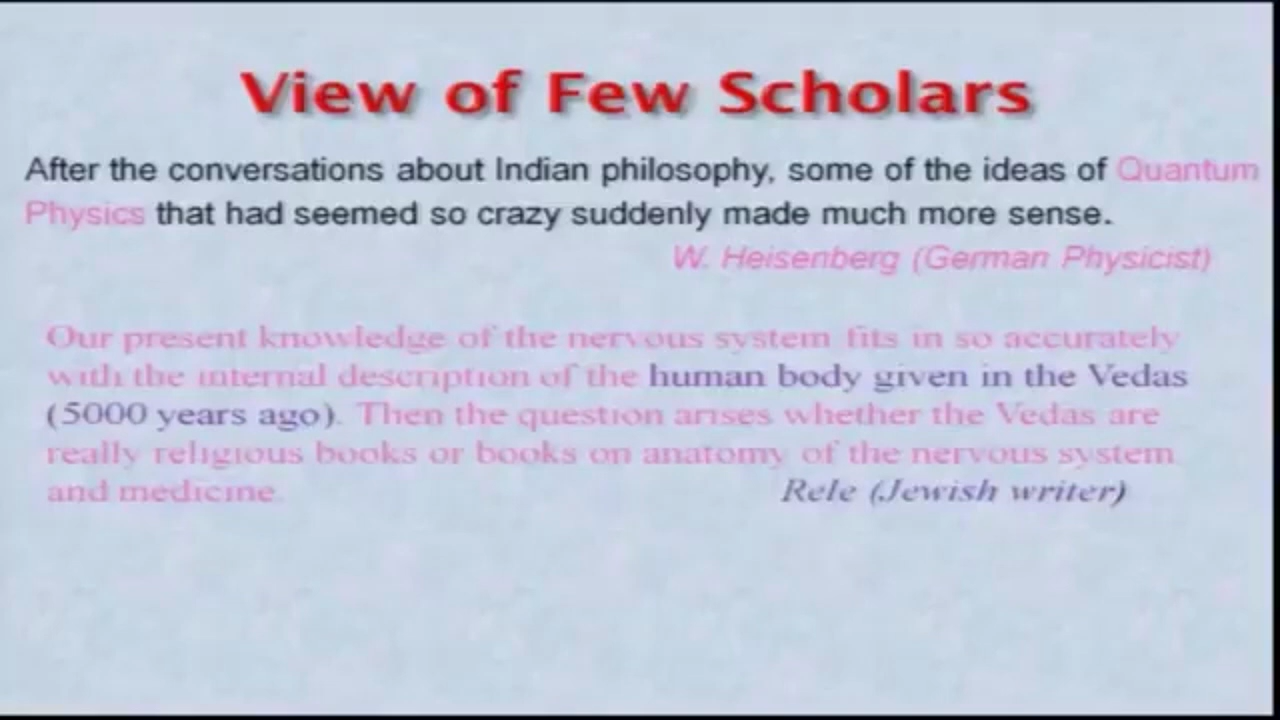 View of Few Scholars
After the conversations about Indian philosophy, some of the ideas of Quantum
Physics that had seemed so crazy suddenly made much more sense.
W. Heisenberg (German Physicist)
Our present knowledge of the nervous system fits in so accurately
with the internal description of the human body given in the Vedas
(5000 years ago). Then the question arises whether the Vedas are
really religious books or books on anatomy of the nervous system
and medicine. Rele (Jewish writer)